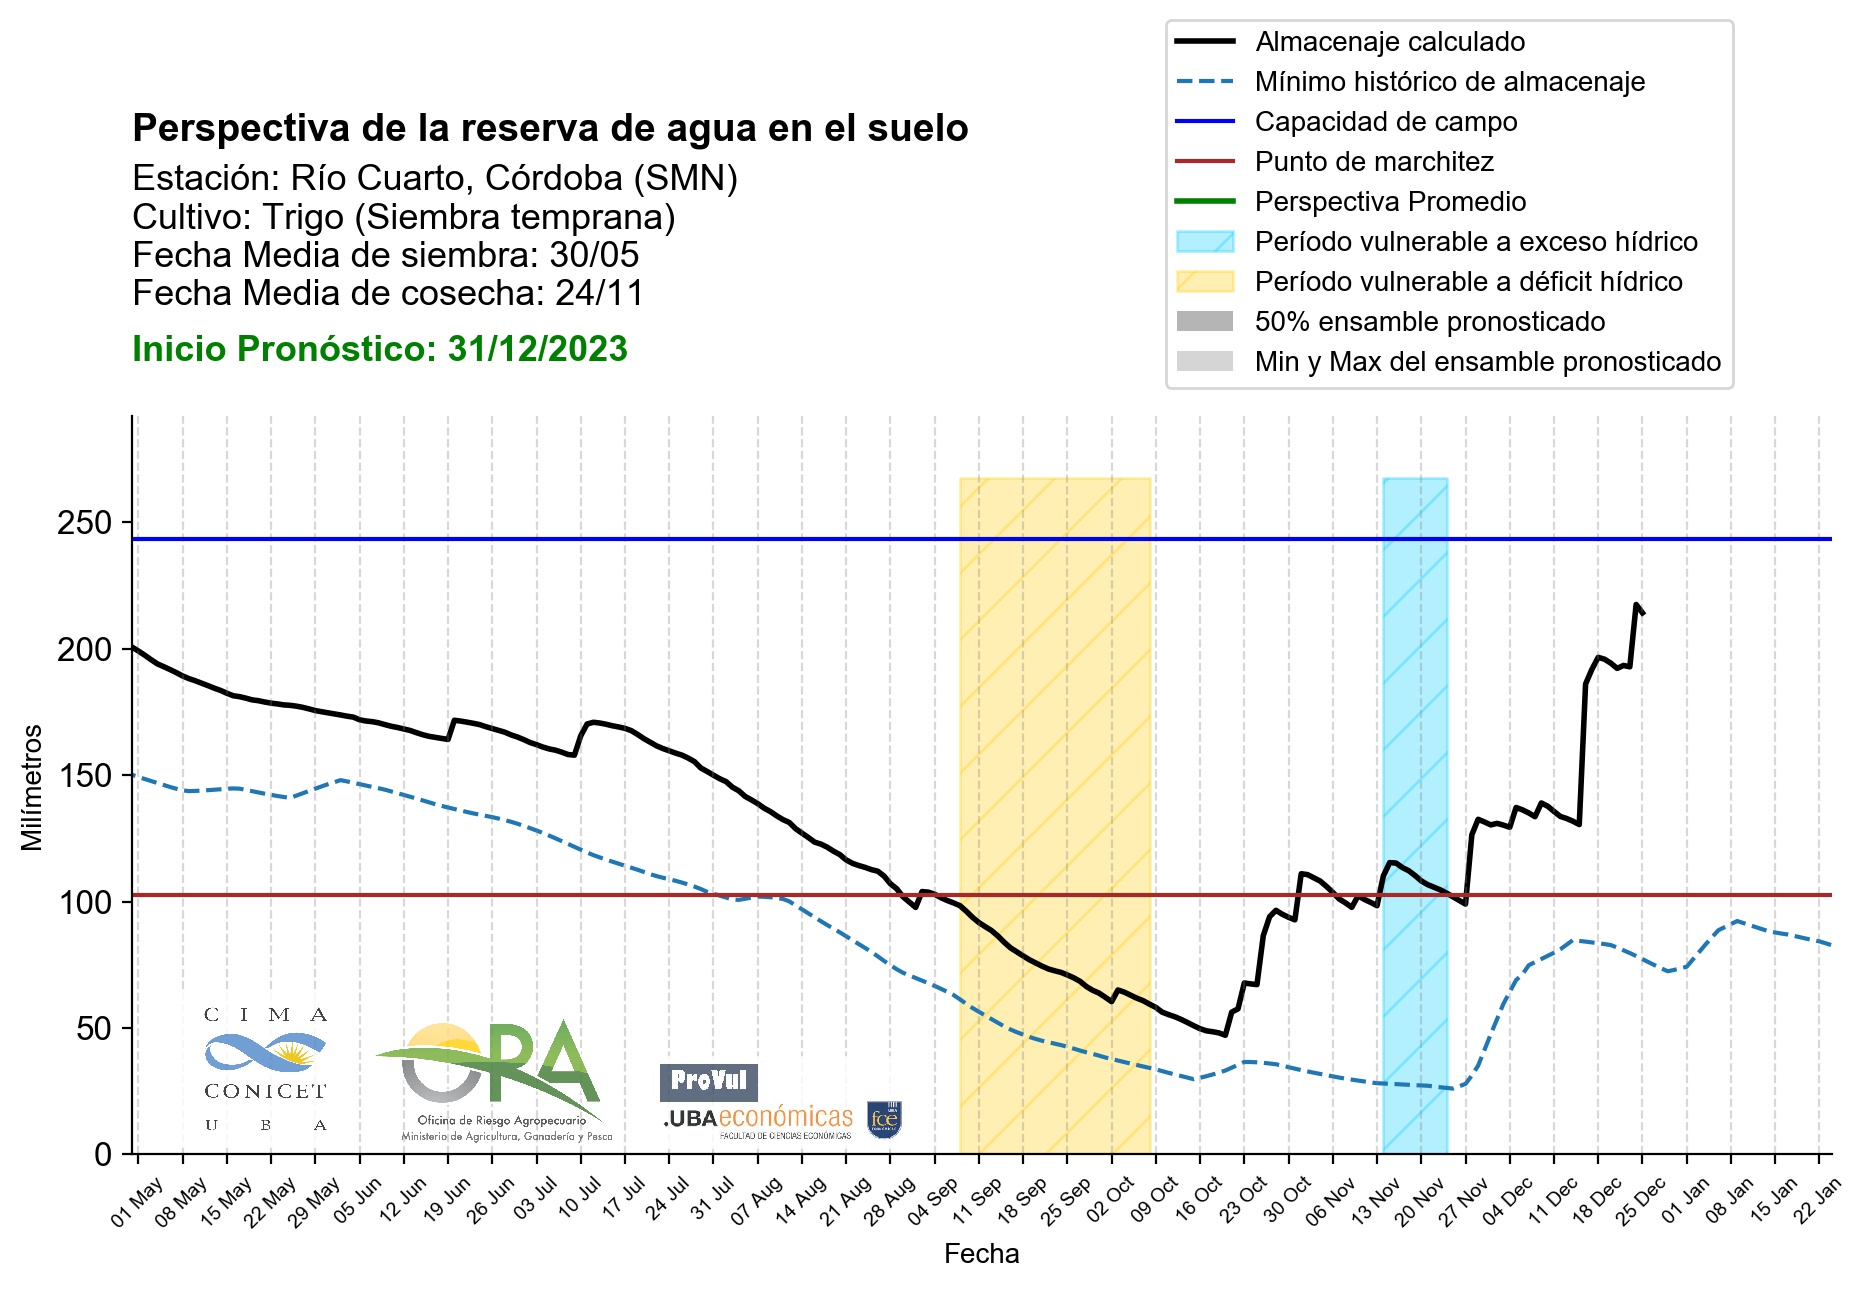 Almacenaje calculado
Mínimo histórico de almacenaje
Capacidad de campo
Punto de marchitez
Perspectiva Promedio
Período vulnerable a exceso hídrico
Período vulnerable a déficit hídrico
50% ensamble pronosticado
Min y Max del ensamble pronosticado
Perspectiva de la reserva de agua en el suelo
Estación: Río Cuarto, Córdoba (SMN)
Cultivo: Trigo (Siembra temprana)
Fecha Media de siembra: 30/05
Fecha Media de cosecha: 24/11
Inicio Pronóstico: 31/12/2023
250
200
150
100
50
0
Milímetros
CIMA
CONICET
UBA
OPA
Oficina de Riesgo Agropecuario
Ministerio de Agricultura, Ganadería y Pesca
ProVul
.UBAeconómicas
FACULTAD DE CIENCIAS ECONÓMICAS
fce
01 May
08 May
15 May
22 May
29 May
05 Jun
12 Jun
19 Jun
26 Jun
03 Jul
10 Jul
17 Jul
24 Jul
31 Jul
07 Aug
14 Aug
21 Aug
28 Aug
04 Sep
11 Sep
18 Sep
25 Sep
02 Oct
09 Oct
16 Oct
23 Oct
30 Oct
06 Nov
13 Nov
20 Nov
27 Nov
04 Dec
11 Dec
18 Dec
25 Dec
01 Jan
08 Jan
15 Jan
22 Jan
Fecha